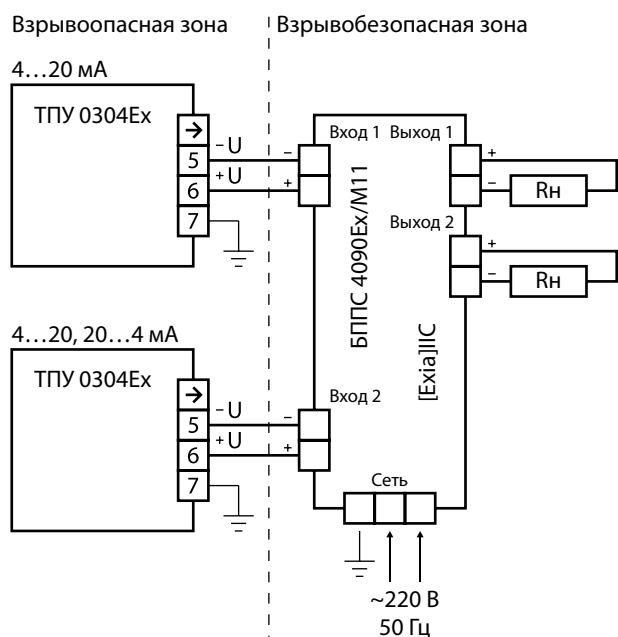 Взрывоопасная зона
Взрывобезопасная зона
4...20 мА
ТПУ 0304Ex
→
5
6
7
– U
+ U
Вход 1
Выход 1
–
+
+
–
Rн
Выход 2
+
–
Rн
БППС 4090Ex/М11
[Exia]IIC
4...20, 20...4 мА
ТПУ 0304Ex
→
5
6
7
– U
+ U
Вход 2
–
+
Сеть
~220 В
50 Гц